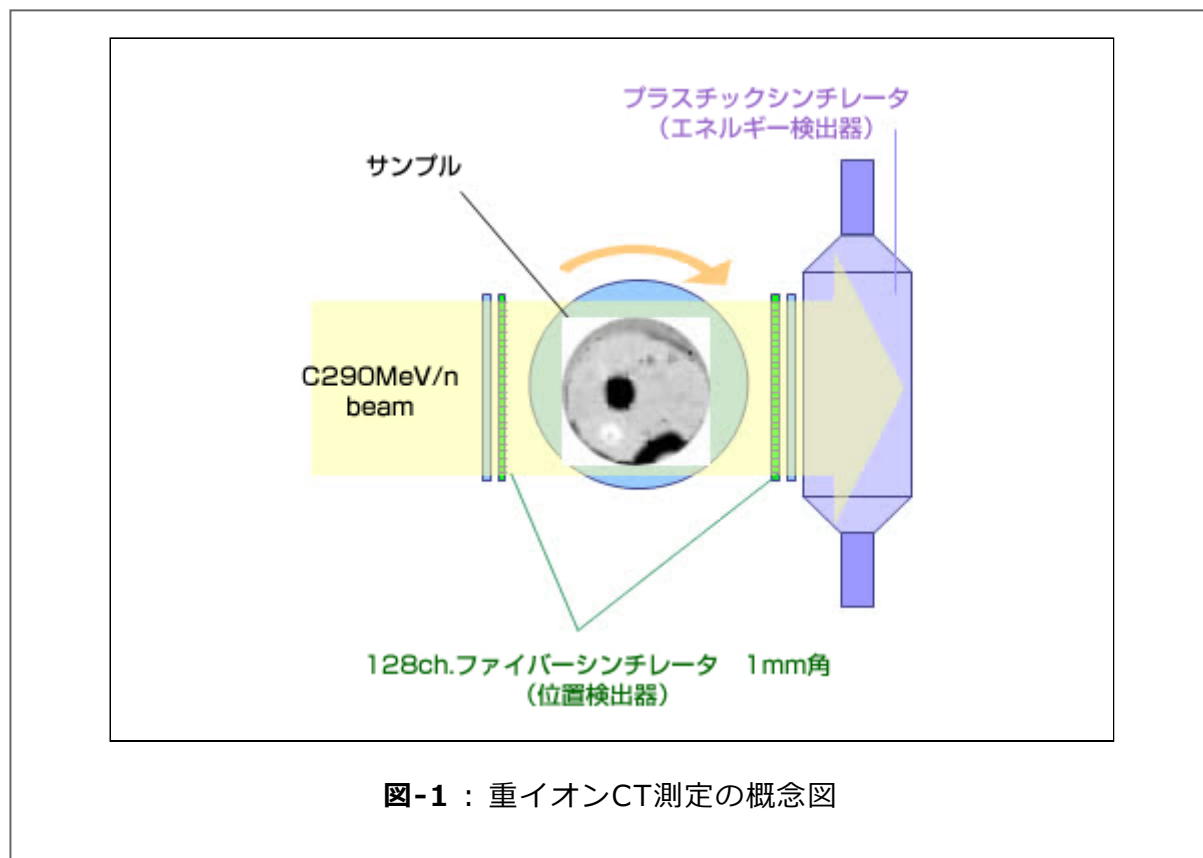 プラスチックシンチレータ
（エネルギー検出器）
サンプル
C290MeV/n
beam
128ch.ファイバーシンチレータ　1mm角
（位置検出器）
図-1 : 重イオンCT測定の概念図